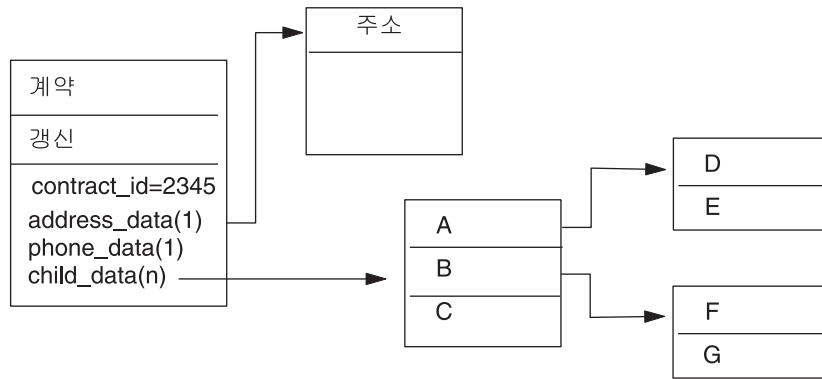 주소
계약
갱신
contract_id=2345
address_data(1)
phone_data(1)
child_data(n)
A
B
C
D
E
F
G